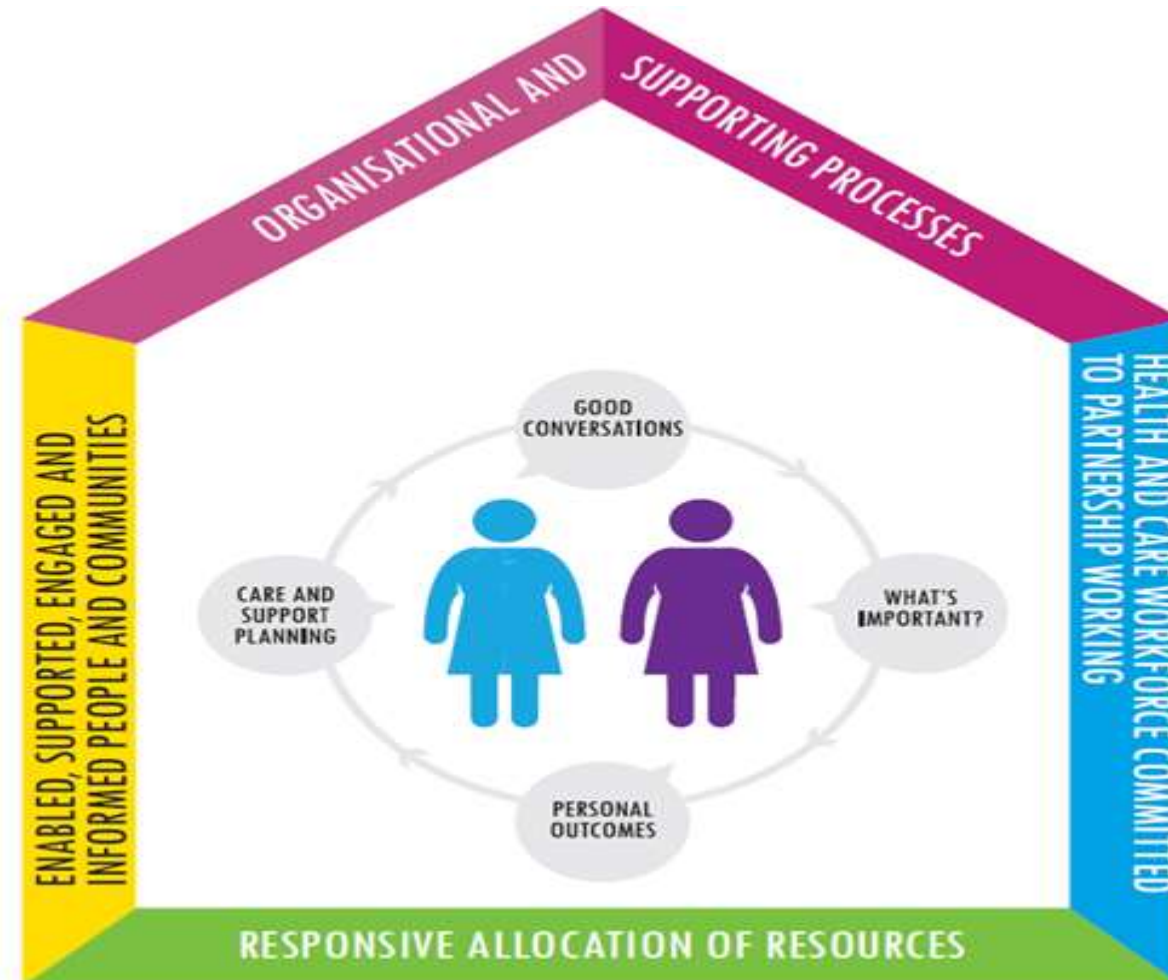 ORGANISATIONAL AND
SUPPORTING PROCESSES
ENABLED, SUPPORTED, ENGAGED AND
INFORMED PEOPLE AND COMMUNITIES
GOOD
CONVERSATIONS
CARE AND
SUPPORT
PLANNING
WHAT'S
IMPORTANT?
PERSONAL
OUTCOMES
HEALTH AND CARE WORKFORCE COMMITTED
TO PARTNERSHIP WORKING
RESPONSIVE ALLOCATION OF RESOURCES